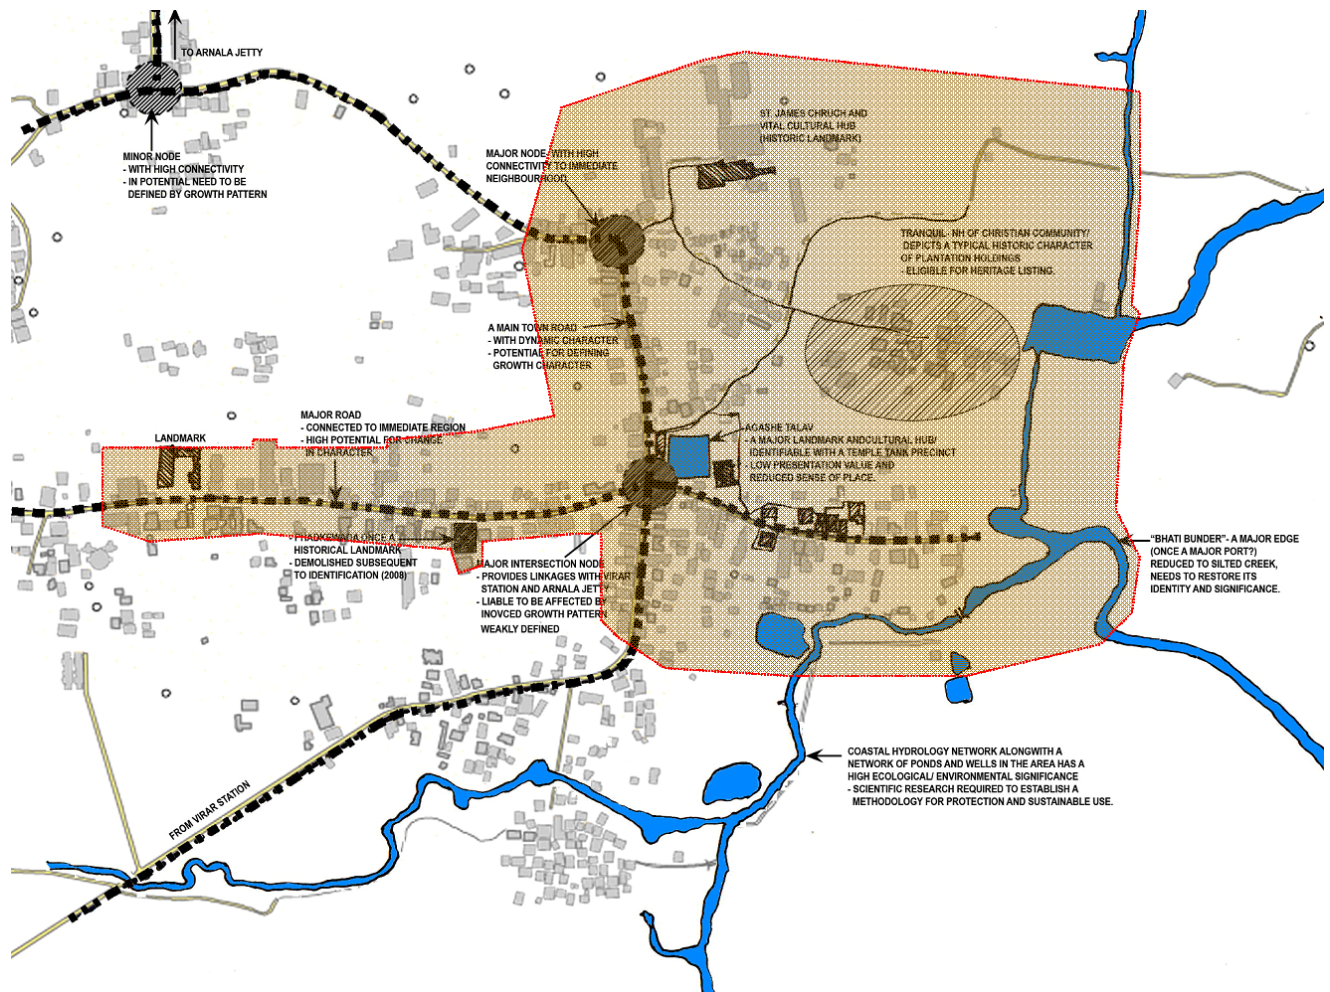 TO ARNALA JETTY
MINOR NODE
- WITH HIGH CONNECTIVITY
- IN POTENTIAL NEED TO BE
DEFINED BY GROWTH PATTERN
MAJOR NODE- WITH HIGH
CONNECTIVITY TO IMMEDIATE
NEIGHBOURHOOD.
ST. JAMES CHRUCH AND
VITAL CULTURAL HUB
(HISTORIC LANDMARK)
TRANQUIL- NH OF CHRISTIAN COMMUNITY/
DEPICTS A TYPICAL HISTORIC CHARACTER
OF PLANTATION HOLDINGS
- ELIGIBLE FOR HERITAGE LISTING.
A MAIN TOWN ROAD
- WITH DYNAMIC CHARACTER
- POTENTIAL FOR DEFINING
GROWTH CHARACTER
MAJOR ROAD
- CONNECTED TO IMMEDIATE REGION
- HIGH POTENTIAL FOR CHANGE
IN CHARACTER
LANDMARK
AGASHE TALAV
- A MAJOR LANDMARK ANDCULTURAL HUB/
IDENTIFIABLE WITH A TEMPLE TANK PRECINCT
- LOW PRESENTATION VALUE AND
REDUCED SENSE OF PLACE.
- PHADKEWADA ONCE A
HISTORICAL LANDMARK
- DEMOLISHED SUBSEQUENT
TO IDENTIFICATION (2008)
MAJOR INTERSECTION NODE
- PROVIDES LINKAGES WITH VIRAR
STATION AND ARNALA JETTY
- LIABLE TO BE AFFECTED BY
INOVCED GROWTH PATTERN
WEAKLY DEFINED
"BHATI BUNDER"- A MAJOR EDGE
(ONCE A MAJOR PORT?)
REDUCED TO SILTED CREEK,
NEEDS TO RESTORE ITS
IDENTITY AND SIGNIFICANCE.
COASTAL HYDROLOGY NETWORK ALONGWITH A
NETWORK OF PONDS AND WELLS IN THE AREA HAS A
HIGH ECOLOGICAL/ ENVIRONMENTAL SIGNIFICANCE
- SCIENTIFIC RESEARCH REQUIRED TO ESTABLISH A
METHODOLOGY FOR PROTECTION AND SUSTAINABLE USE.
FROM VIRAR STATION